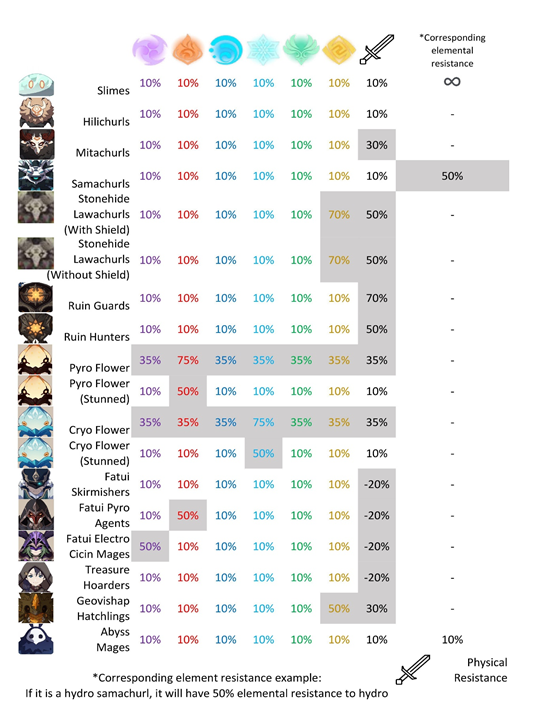 *Corresponding
elemental
resistance
Slimes 10% 10% 10% 10% 10% 10% 10% ∞
Hilichurls 10% 10% 10% 10% 10% 10% 10% -
Mitachurls 10% 10% 10% 10% 10% 10% 30% -
Samachurls 10% 10% 10% 10% 10% 10% 10% 50%
Stonehide
Lawachurls 10% 10% 10% 10% 10% 70% 50% -
(With Shield)
Stonehide
Lawachurls 10% 10% 10% 10% 10% 70% 50% -
(Without Shield)
Ruin Guards 10% 10% 10% 10% 10% 10% 70% -
Ruin Hunters 10% 10% 10% 10% 10% 10% 50% -
Pyro Flower 35% 75% 35% 35% 35% 35% 35% -
Pyro Flower
(Stunned) 10% 50% 10% 10% 10% 10% 10% -
Cryo Flower 35% 35% 35% 75% 35% 35% 35% -
Cryo Flower
(Stunned) 10% 10% 10% 50% 10% 10% 10% -
Fatui
Skirmishers 10% 10% 10% 10% 10% 10% -20% -
Fatui Pyro
Agents 10% 50% 10% 10% 10% 10% -20% -
Fatui Electro
Cicin Mages 50% 10% 10% 10% 10% 10% -20% -
Treasure
Hoarders 10% 10% 10% 10% 10% 10% -20% -
Geovishap
Hatchlings 10% 10% 10% 10% 10% 50% 30% -
Abyss
Mages 10% 10% 10% 10% 10% 10% 10% 10%
Physical
Resistance
*Corresponding element resistance example:
If it is a hydro samachurl, it will have 50% elemental resistance to hydro